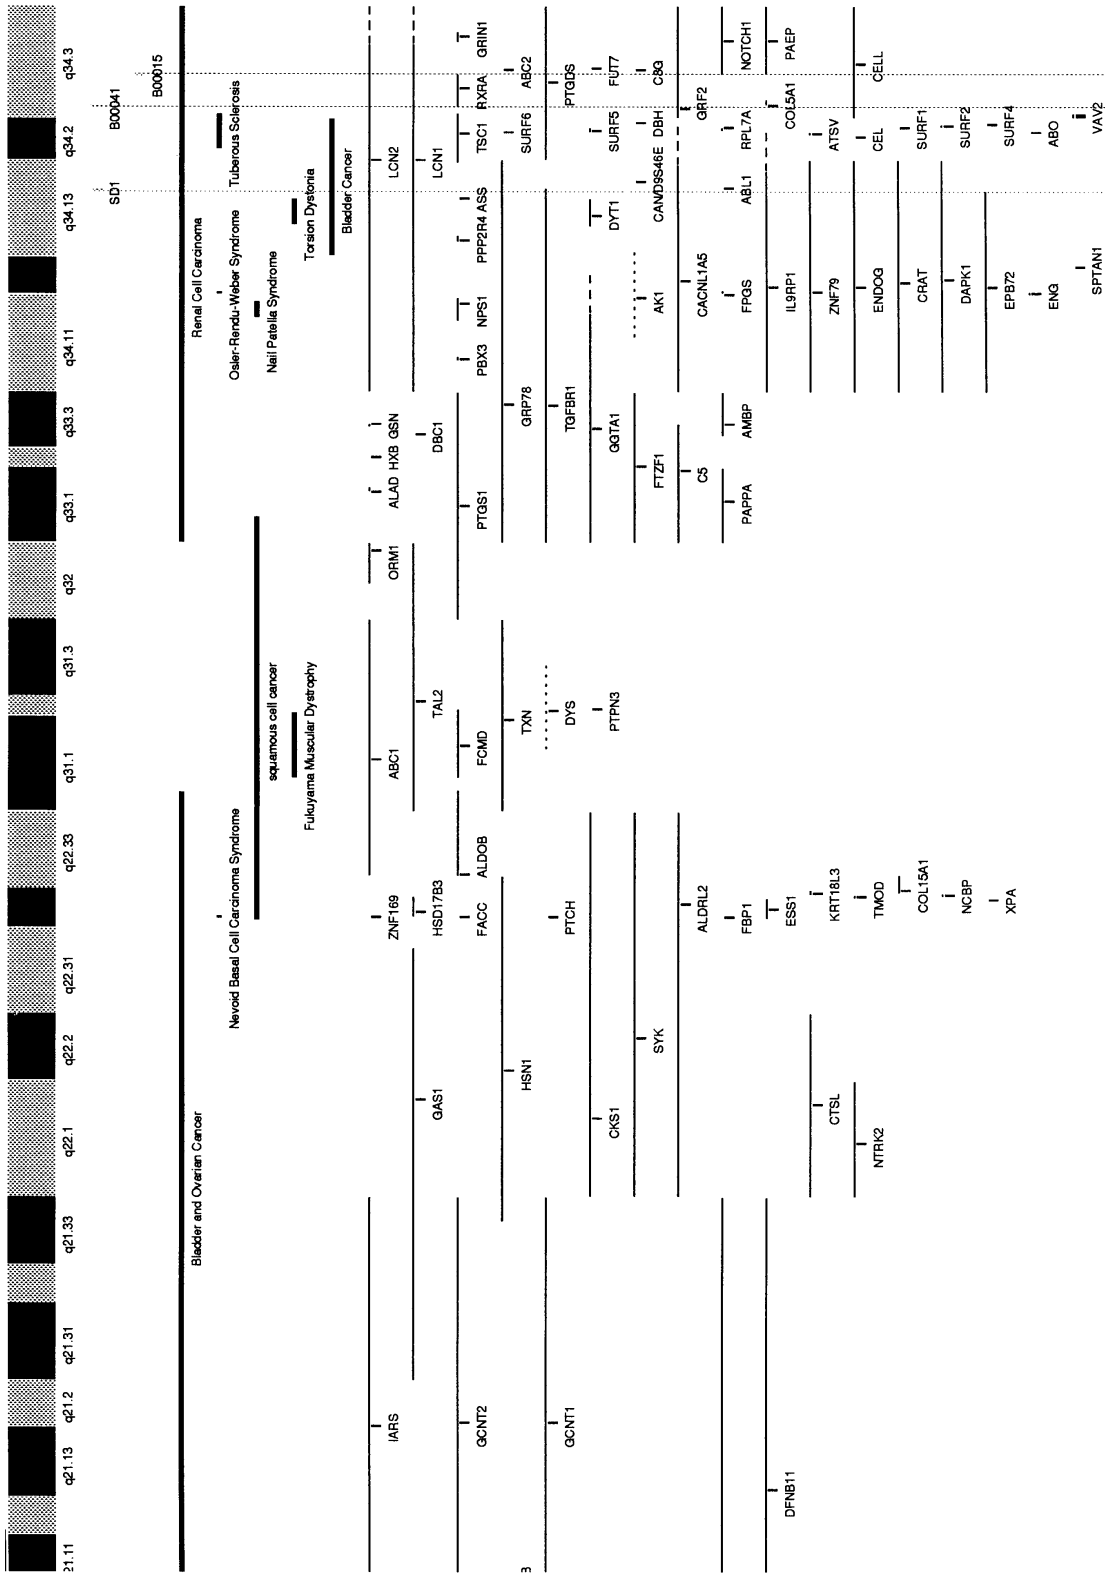 21.11
q21.13
q21.2
q21.31
q21.33
q22.1
q22.2
q22.31
q22.33
q31.1
q31.3
q32
q33.1
q33.3
q34.11
q34.13
q34.2
q34.3
SD1
B00041
B00015
Bladder and Ovarian Cancer
Renal Cell Carcinoma
Nevoid Basal Cell Carcinoma Syndrome
Osler-Rendu-Weber Syndrome
Tuberous Sclerosis
squamous cell cancer
Nail Patella Syndrome
Fukuyama Muscular Dystrophy
Torsion Dystonia
Bladder Cancer
IARS
ZNF169
ABC1
ORM1
ALAD
HXB
GSN
LCN2
GAS1
HSD17B3
TAL2
DBC1
LCN1
GCNT2
FACC
ALDOB
FCMD
PTGS1
PBX3
NPS1
PPP2R4
ASS
TSC1
RXRA
GRIN1
HSN1
TXN
GRP78
SURF6
ABC2
GCNT1
PTCH
DYS
TGFBR1
PTGDS
CKS1
PTPN3
GGTA1
DYT1
SURF5
FUT7
SYK
FTZF1
AK1
CAN/D9S46E
DBH
C8G
ALDRL2
C5
CACNL1A5
GRF2
FBP1
PAPPA
AMBP
FPGS
ABL1
RPL7A
NOTCH1
DFNB11
ESS1
IL9RP1
COL5A1
PAEP
CTSL
KRT18L3
ZNF79
ATSV
NTRK2
TMOD
ENDOG
CEL
CELL
COL15A1
CRAT
SURF1
NCBP
DAPK1
SURF2
XPA
EPB72
SURF4
ENG
ABO
SPTAN1
VAV2